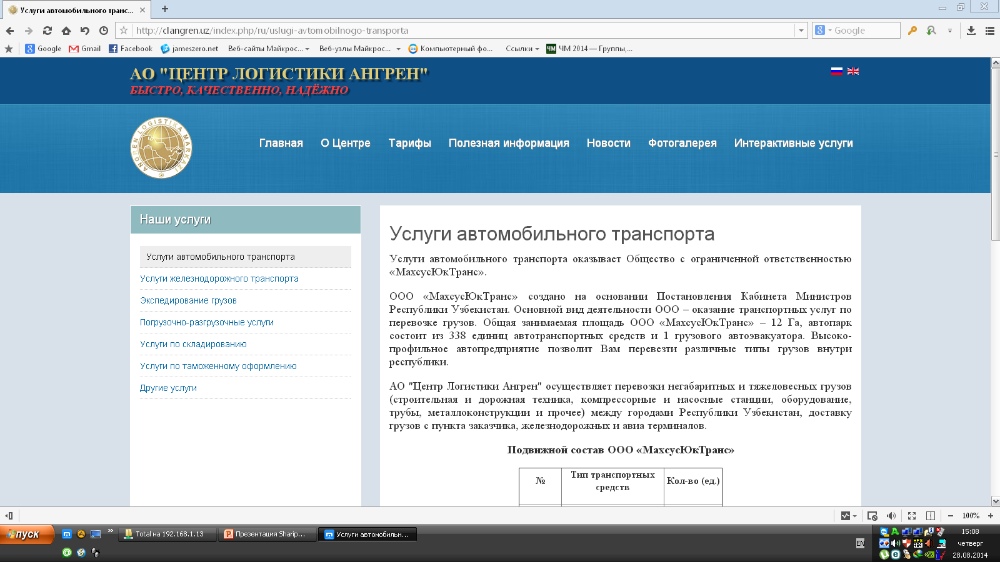 Услуги автомобильного транс...
http://clangren.uz/index.php/ru/uslugi-avtomobilnogo-transporta
Google
Google
Gmail
Facebook
jameszero.net
Веб-сайты Майкрос...
Веб-узлы Майкрос...
Компьютерный фо...
Ссылки
ЧМ 2014 — Группы,...
АО "ЦЕНТР ЛОГИСТИКИ АНГРЕН"
БЫСТРО, КАЧЕСТВЕННО, НАДЁЖНО
ANGREN LOGISTIKA MARKAZI
Главная
О Центре
Тарифы
Полезная информация
Новости
Фотогалерея
Интерактивные услуги
Наши услуги
Услуги автомобильного транспорта
Услуги железнодорожного транспорта
Экспедирование грузов
Погрузочно-разгрузочные услуги
Услуги по складированию
Услуги по таможенному оформлению
Другие услуги
Услуги автомобильного транспорта
Услуги автомобильного транспорта оказывает Общество с ограниченной ответственностью
«МахсусЮкТранс».
ООО «МахсусЮкТранс» создано на основании Постановления Кабинета Министров
Республики Узбекистан. Основной вид деятельности ООО – оказание транспортных услуг по
перевозке грузов. Общая занимаемая площадь ООО «МахсусЮкТранс» – 12 Га, автопарк
состоит из 338 единиц автотранспортных средств и 1 грузового автоэвакуатора. Высоко-
профильное автопредприятие позволит Вам перевезти различные типы грузов внутри
республики.
АО "Центр Логистики Ангрен" осуществляет перевозки негабаритных и тяжеловесных грузов
(строительная и дорожная техника, компрессорные и насосные станции, оборудование,
трубы, металлоконструкции и прочее) между городами Республики Узбекистан, доставку
грузов с пункта заказчика, железнодорожных и авиа терминалов.
Подвижной состав ООО «МахсусЮкТранс»
№
Тип транспортных
средств
Кол-во (ед.)
100%
пуск
Total на 192.168.1.13
Презентация Sharip...
Услуги автомобильн...
EN
15:08
четверг
28.08.2014